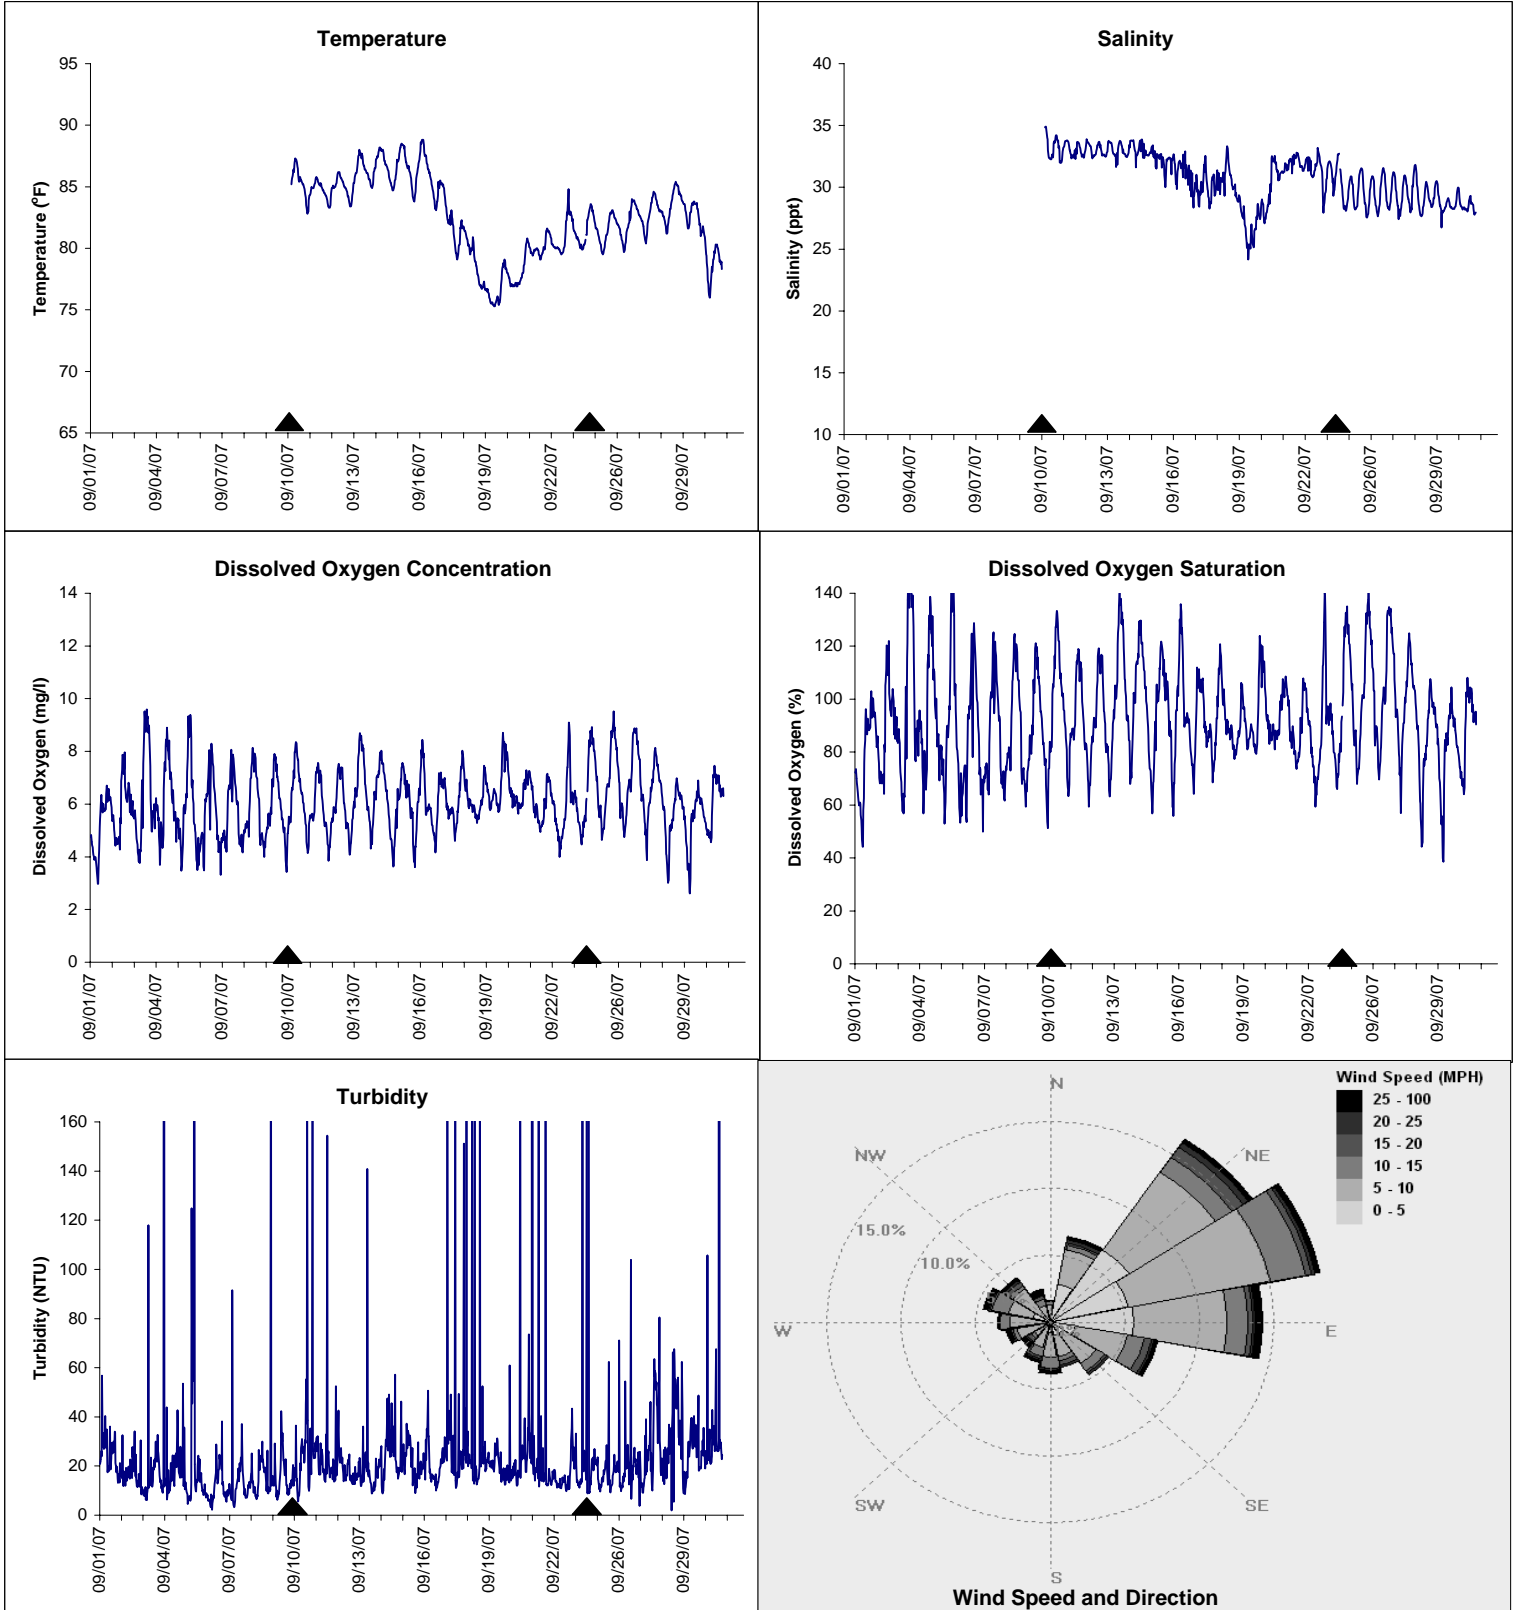 Temperature
Temperature (°F)
95
90
85
80
75
70
65
09/01/07 09/04/07 09/07/07 09/10/07 09/13/07 09/16/07 09/19/07 09/22/07 09/26/07 09/29/07
Salinity
Salinity (ppt)
40
35
30
25
20
15
10
09/01/07 09/04/07 09/07/07 09/10/07 09/13/07 09/16/07 09/19/07 09/22/07 09/26/07 09/29/07
Dissolved Oxygen Concentration
Dissolved Oxygen (mg/l)
14
12
10
8
6
4
2
0
09/01/07 09/04/07 09/07/07 09/10/07 09/13/07 09/16/07 09/19/07 09/22/07 09/26/07 09/29/07
Dissolved Oxygen Saturation
Dissolved Oxygen (%)
140
120
100
80
60
40
20
0
09/01/07 09/04/07 09/07/07 09/10/07 09/13/07 09/16/07 09/19/07 09/22/07 09/26/07 09/29/07
Turbidity
Turbidity (NTU)
160
140
120
100
80
60
40
20
0
09/01/07 09/04/07 09/07/07 09/10/07 09/13/07 09/16/07 09/19/07 09/22/07 09/26/07 09/29/07
Wind Speed (MPH)
25 - 100
20 - 25
15 - 20
10 - 15
5 - 10
0 - 5
N
NW
NE
15.0%
10.0%
W
E
SW
SE
S
Wind Speed and Direction